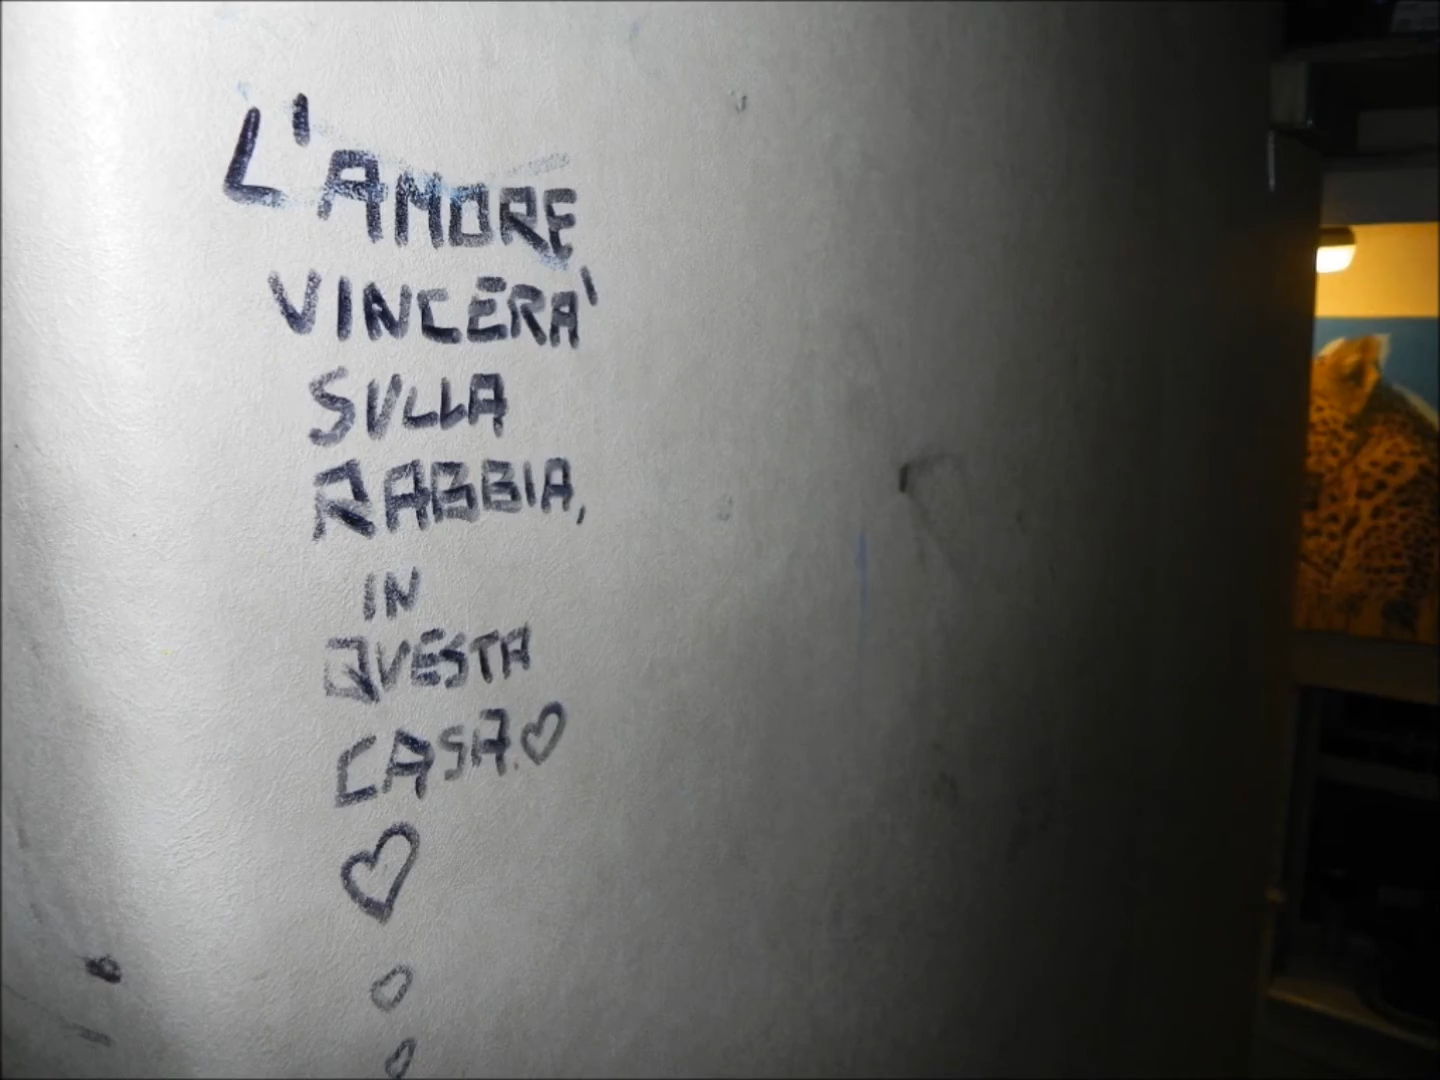 L'AMORE
VINCERA'
SULLA
RABBIA,
IN
QUESTA
CASA.♡